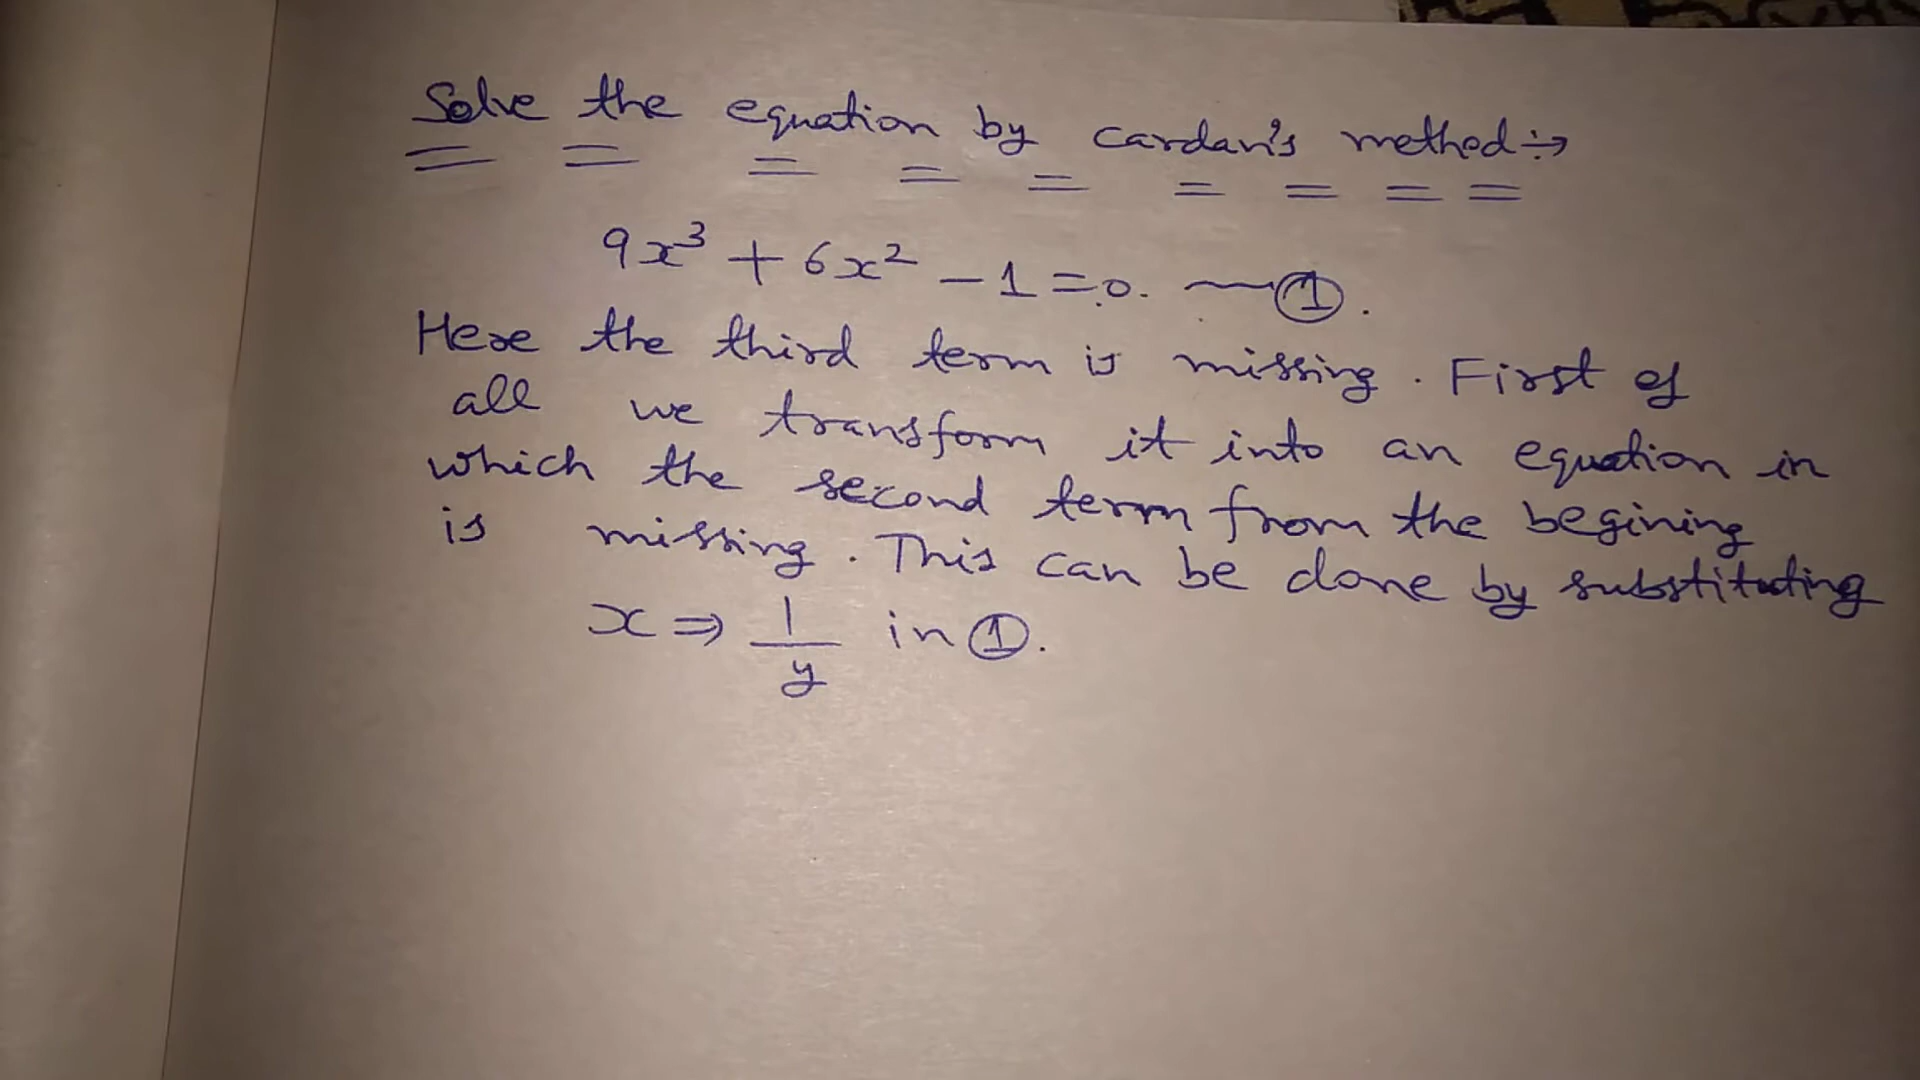 Solve the equation by cardan's method:→
9x³ + 6x² - 1 = 0. — ①.
Here the third term is missing. First of
all we transform it into an equation in
which the second term from the begining
is missing. This can be done by substituting
x ⇒ 1/y in ①.